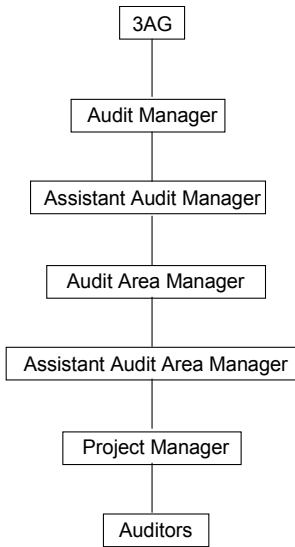 3AG
Audit Manager
Assistant Audit Manager
Audit Area Manager
Assistant Audit Area Manager
Project Manager
Auditors